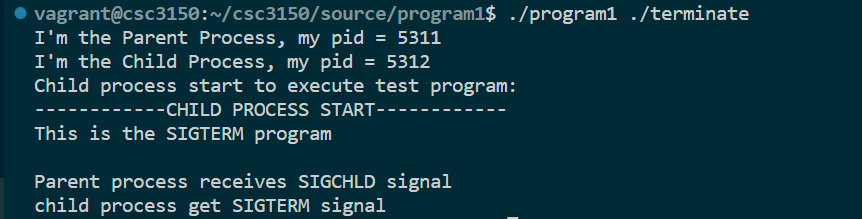 vagrant@csc3150:~/csc3150/source/program1$ ./program1 ./terminate
I'm the Parent Process, my pid = 5311
I'm the Child Process, my pid = 5312
Child process start to execute test program:
------------CHILD PROCESS START------------
This is the SIGTERM program

Parent process receives SIGCHLD signal
child process get SIGTERM signal